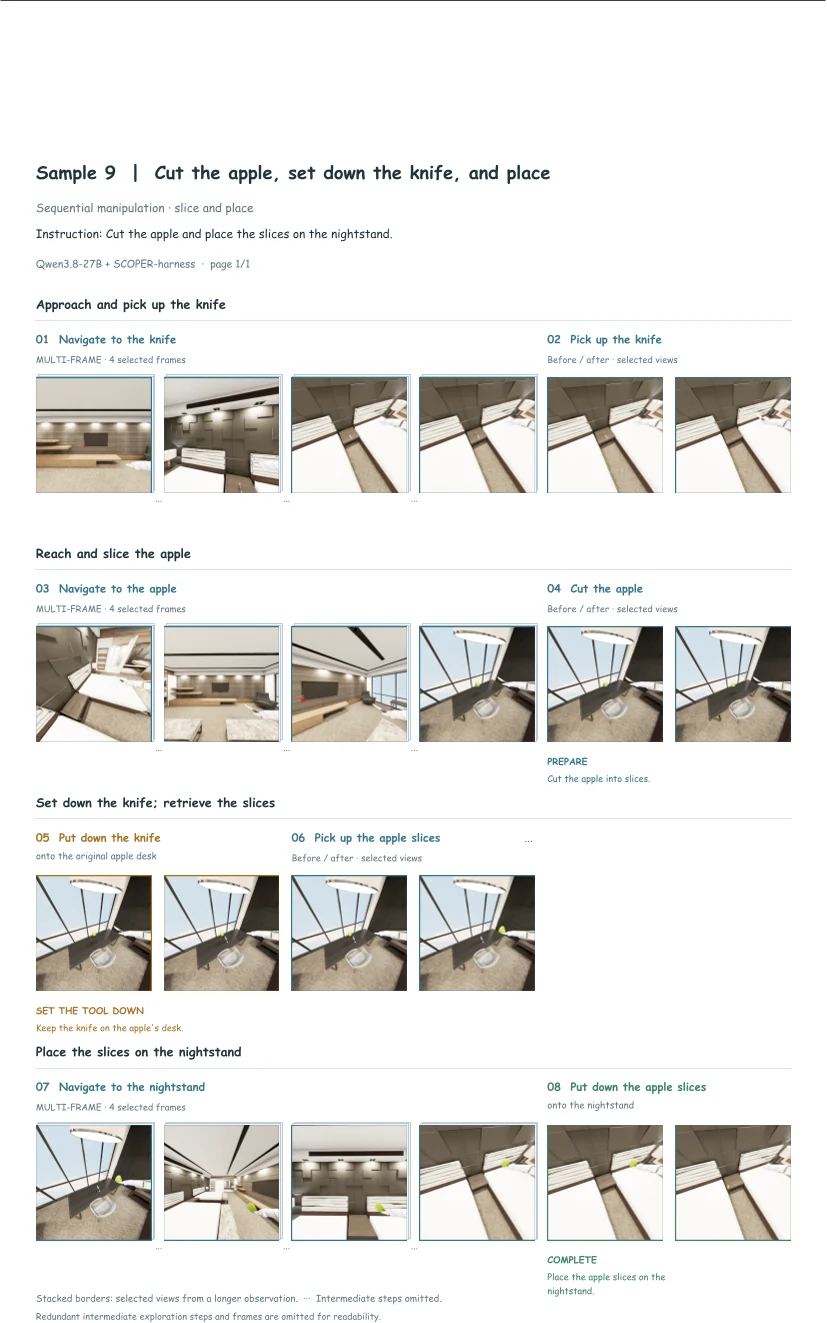 Sample 9 | Cut the apple, set down the knife, and place
Sequential manipulation · slice and place
Instruction: Cut the apple and place the slices on the nightstand.
Qwen3.8-27B + SCOPER-harness · page 1/1
Approach and pick up the knife
01 Navigate to the knife
MULTI-FRAME · 4 selected frames
02 Pick up the knife
Before / after · selected views
... ... ...
Reach and slice the apple
03 Navigate to the apple
MULTI-FRAME · 4 selected frames
04 Cut the apple
Before / after · selected views
... ... ...
PREPARE
Cut the apple into slices.
Set down the knife; retrieve the slices
05 Put down the knife
onto the original apple desk
06 Pick up the apple slices ...
Before / after · selected views
SET THE TOOL DOWN
Keep the knife on the apple's desk.
Place the slices on the nightstand
07 Navigate to the nightstand
MULTI-FRAME · 4 selected frames
08 Put down the apple slices
onto the nightstand
... ... ...
COMPLETE
Place the apple slices on the
nightstand.
Stacked borders: selected views from a longer observation. ··· Intermediate steps omitted.
Redundant intermediate exploration steps and frames are omitted for readability.